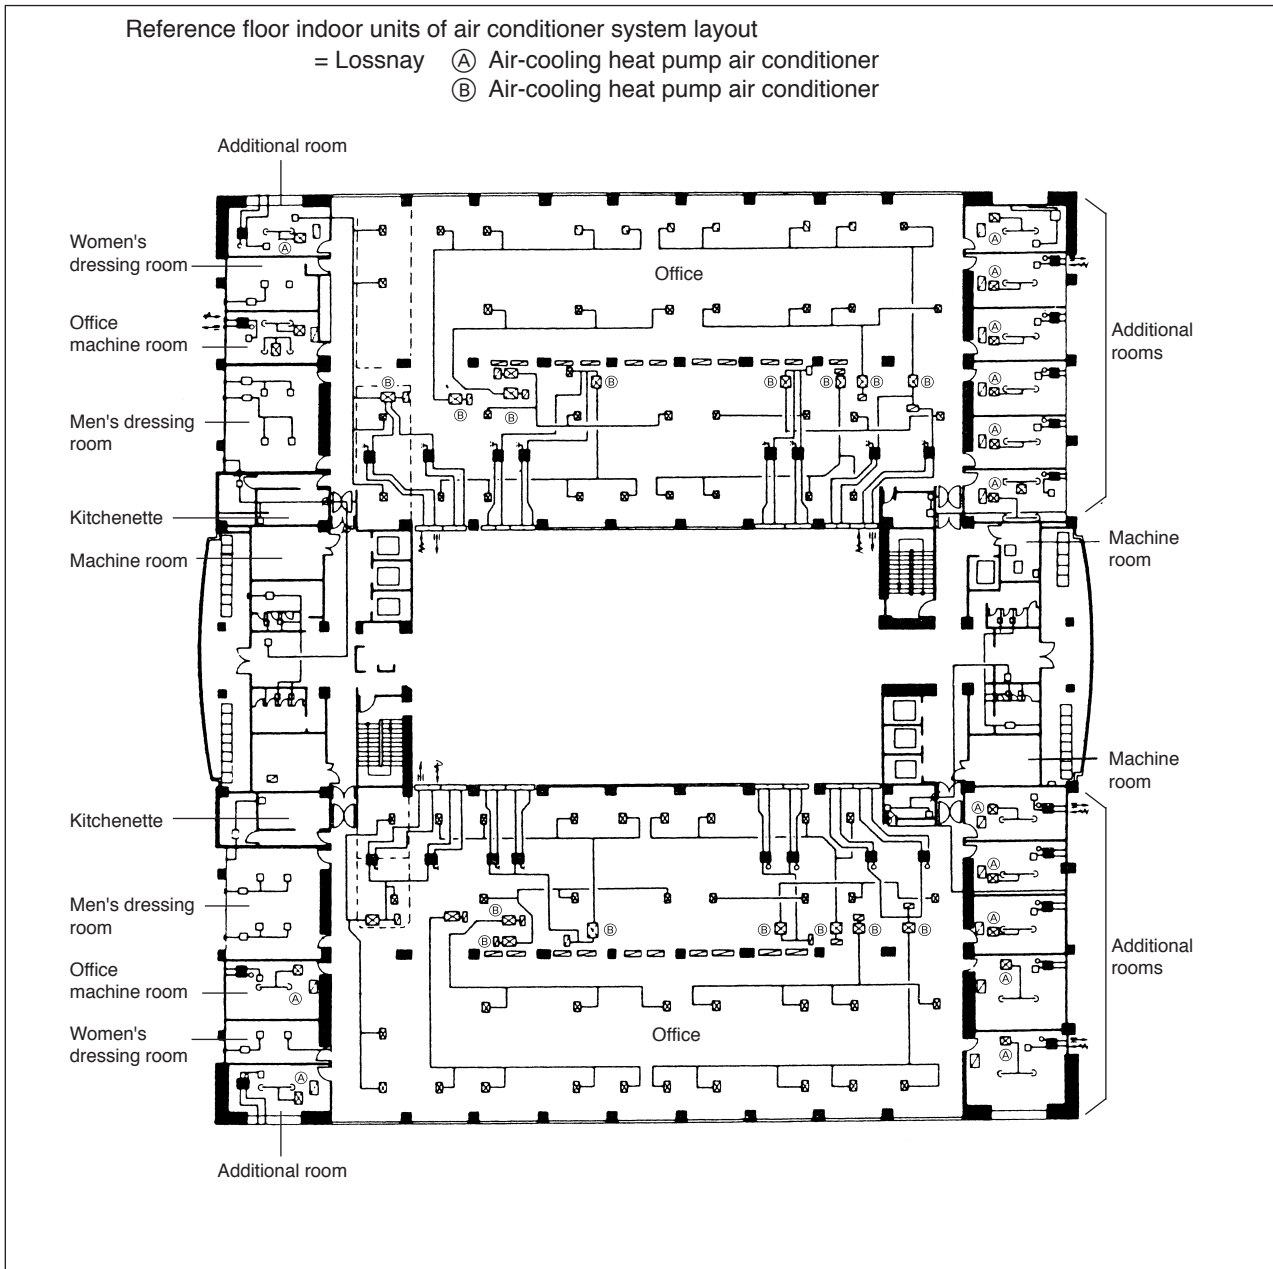 Reference floor indoor units of air conditioner system layout
= Lossnay Ⓐ Air-cooling heat pump air conditioner
Ⓑ Air-cooling heat pump air conditioner
Additional room
Women's
dressing room
Office
machine room
Men's dressing
room
Kitchenette
Machine room
Office
Additional
rooms
Machine
room
Ⓐ
Ⓐ
Ⓐ
Ⓐ
Ⓐ
Ⓐ
Ⓐ
Ⓑ
Ⓑ
Ⓑ
Ⓑ
Ⓑ
Ⓑ
Ⓑ
Ⓑ
Machine
room
Kitchenette
Men's dressing
room
Office
machine room
Women's
dressing room
Additional
rooms
Office
Ⓐ
Ⓐ
Ⓐ
Ⓐ
Ⓐ
Ⓐ
Ⓐ
Ⓑ
Ⓑ
Ⓑ
Ⓑ
Ⓑ
Ⓑ
Ⓑ
Additional room